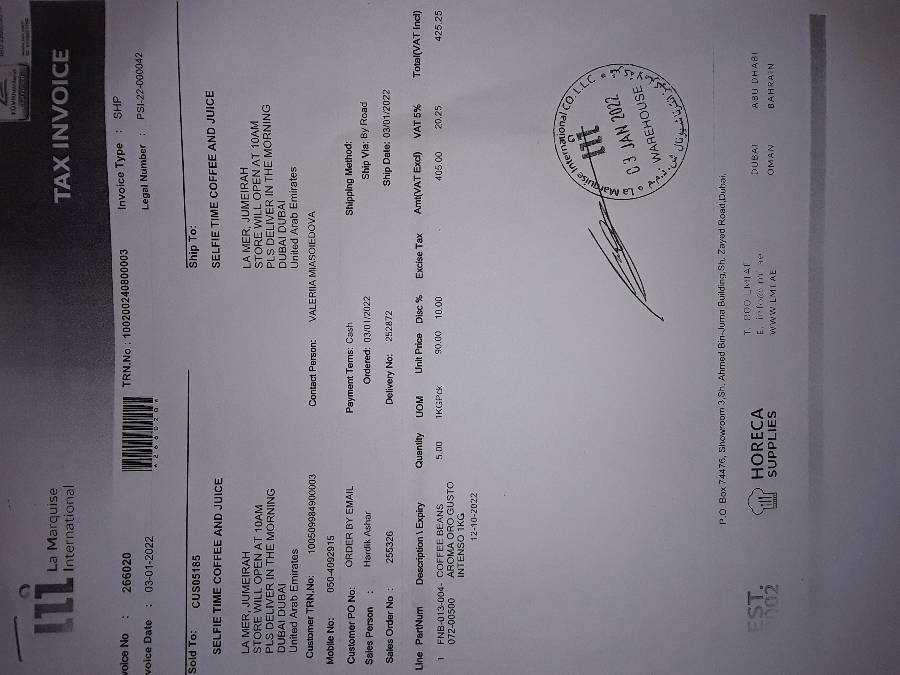 La Marquise
International
TAX INVOICE
voice No : 266020
TRN.No : 100200240800003
Invoice Type : SHP
voice Date : 03-01-2022
*266020*
Legal Number : PSI-22-000042
Sold To: CUS05185
SELFIE TIME COFFEE AND JUICE
LA MER, JUMEIRAH
STORE WILL OPEN AT 10AM
PLS DELIVER IN THE MORNING
DUBAI DUBAI
United Arab Emirates
Ship To:
SELFIE TIME COFFEE AND JUICE
LA MER, JUMEIRAH
STORE WILL OPEN AT 10AM
PLS DELIVER IN THE MORNING
DUBAI DUBAI
United Arab Emirates
Customer TRN.No: 100509984900003
Contact Person: VALERIIA MIASOIEDOVA
Mobile No: 050-4092915
Customer PO No: ORDER BY EMAIL
Payment Terms: Cash
Shipping Method:
Sales Person : Hardik Ashar
Ordered: 03/01/2022
Ship Via: By Road
Sales Order No : 255326
Delivery No: 252872
Ship Date: 03/01/2022
Line PartNum Description \ Expiry Quantity UOM Unit Price Disc % Excise Tax Amt(VAT Excl) VAT 5% Total(VAT Incl)
1 FNB-013-004- COFFEE BEANS 5.00 1KGPck 90.00 10.00 405.00 20.25 425.25
072-00500 AROMA ORO GUSTO
INTENSO 1KG
12-10-2022
La Marquise International CO.L.L.C
03 JAN 2022
WAREHOUSE
P.O. Box 74476, Showroom 3,Sh. Ahmed Bin-Juma Building,Sh. Zayed Road,Dubai.
EST.
002
HORECA
SUPPLIES
T. 800 LMIAE
WWW.LMI.AE
DUBAI ABU DHABI
OMAN BAHRAIN